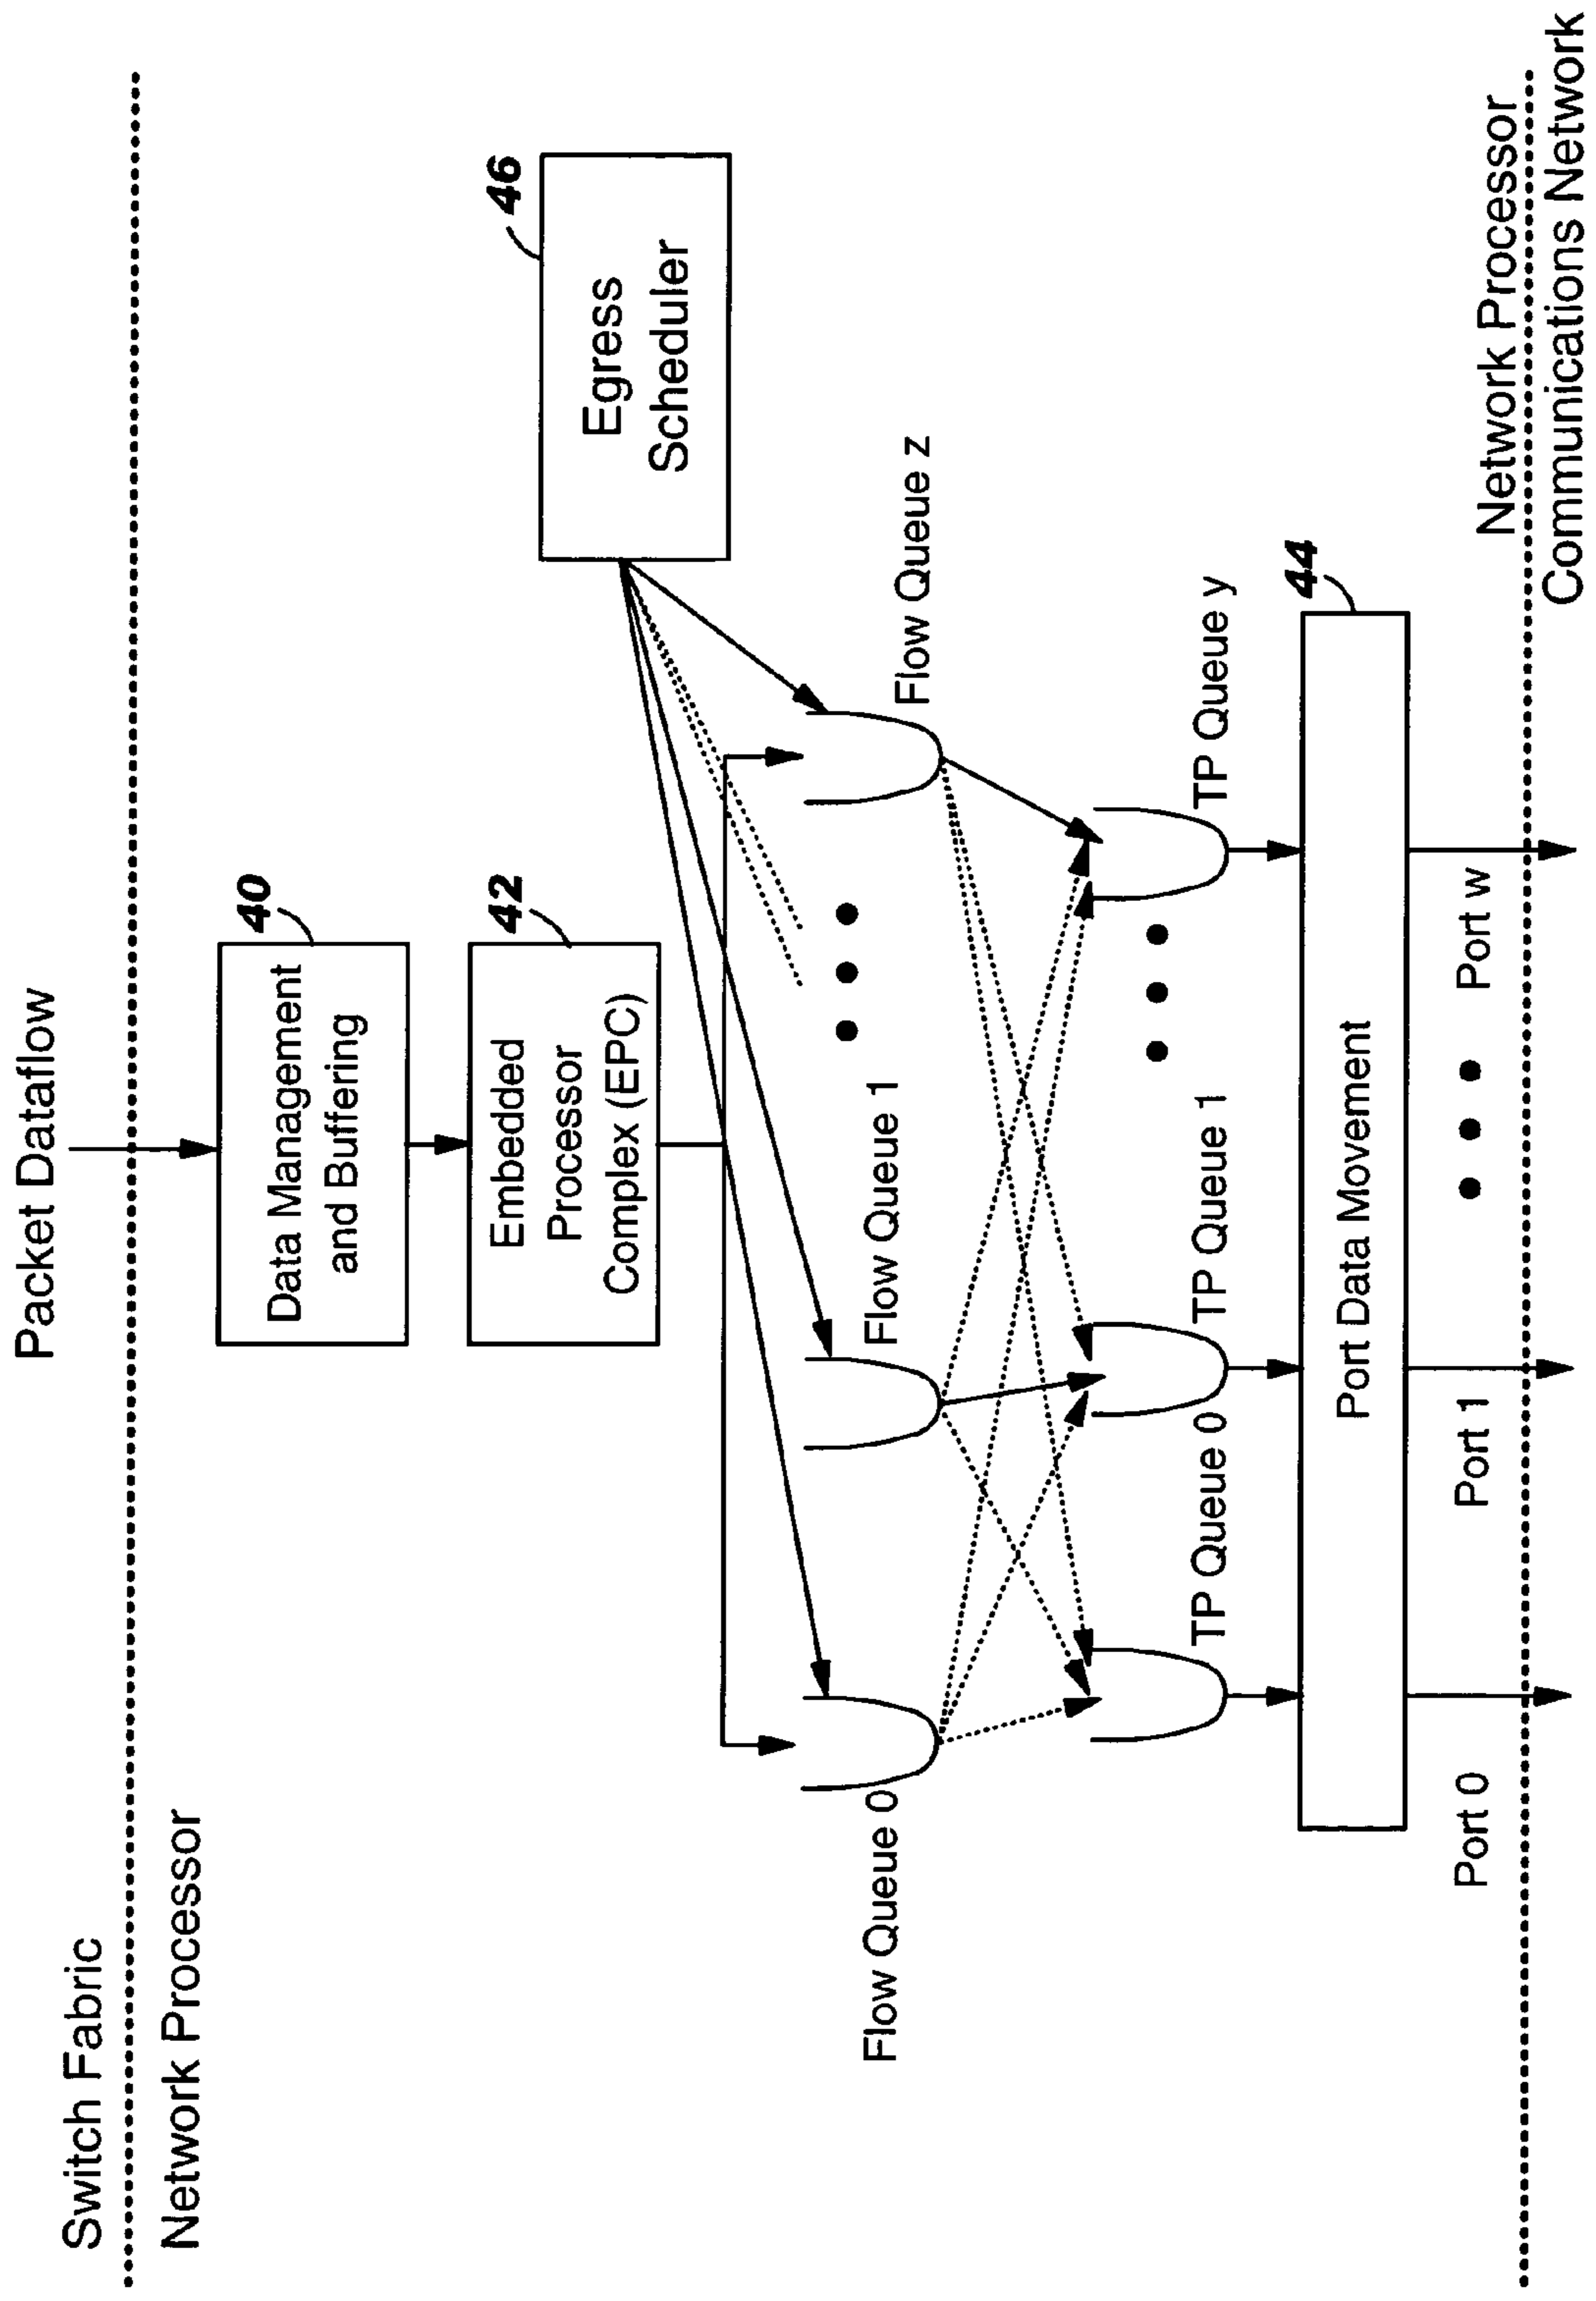 Packet Dataflow
Switch Fabric
Network Processor
40
Data Management
and Buffering
42
Embedded
Processor
Complex (EPC)
46
Egress
Scheduler
Flow Queue 0
Flow Queue 1
Flow Queue z
TP Queue 0
TP Queue 1
TP Queue y
44
Port Data Movement
Port 0
Port 1
Port w
Network Processor
Communications Network